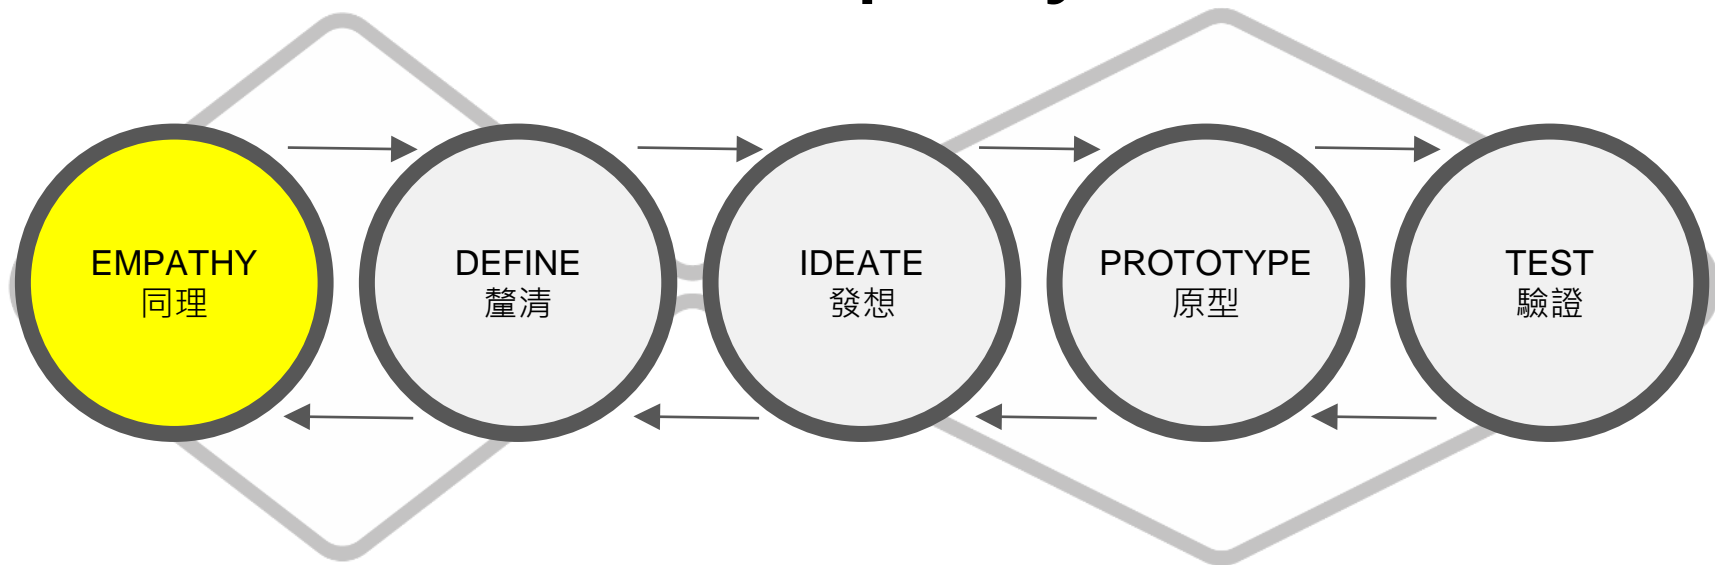 EMPATHY
同理
DEFINE
釐清
IDEATE
發想
PROTOTYPE
原型
TEST
驗證